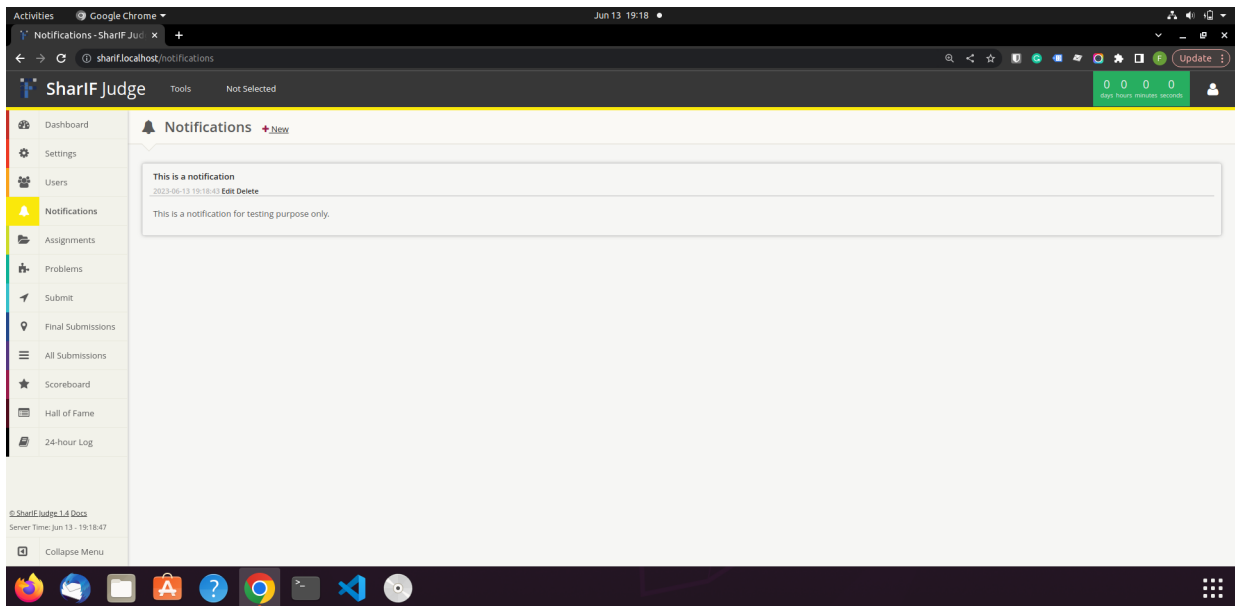 Activities Google Chrome Jun 13 19:18
Notifications - SharIF Jud
sharif.localhost/notifications Update
SharIF Judge Tools Not Selected 0 0 0 0
days hours minutes seconds
Dashboard
Notifications +New
Settings
Users
This is a notification
2023-06-13 19:18:43 Edit Delete
Notifications
This is a notification for testing purpose only.
Assignments
Problems
Submit
Final Submissions
All Submissions
Scoreboard
Hall of Fame
24-hour Log
© SharIF Judge 1.4 Docs
Server Time: Jun 13 - 19:18:47
Collapse Menu